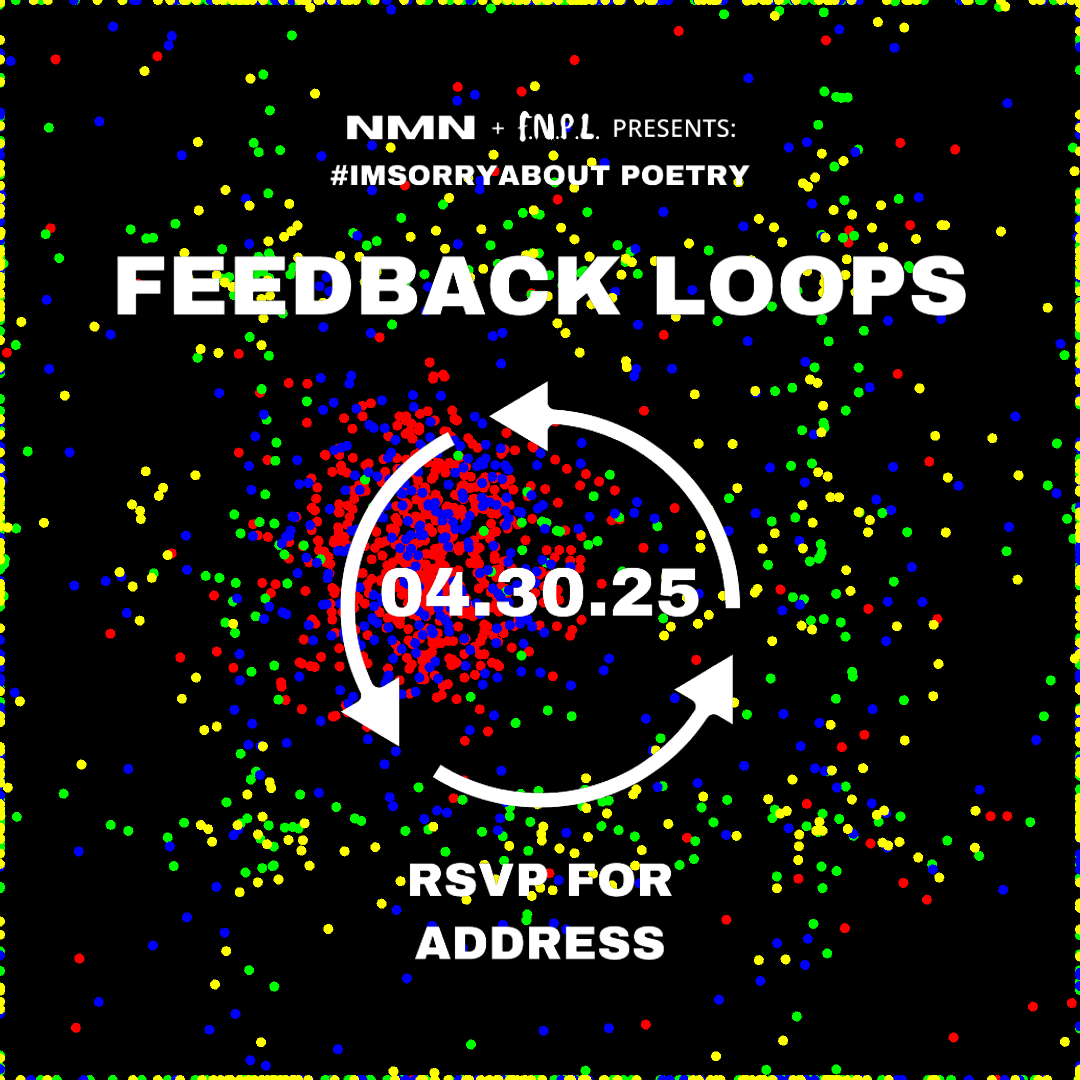 NMN + F.N.P.L. PRESENTS:
#IMSORRYABOUT POETRY
FEEDBACK LOOPS
04.30.25
RSVP FOR
ADDRESS